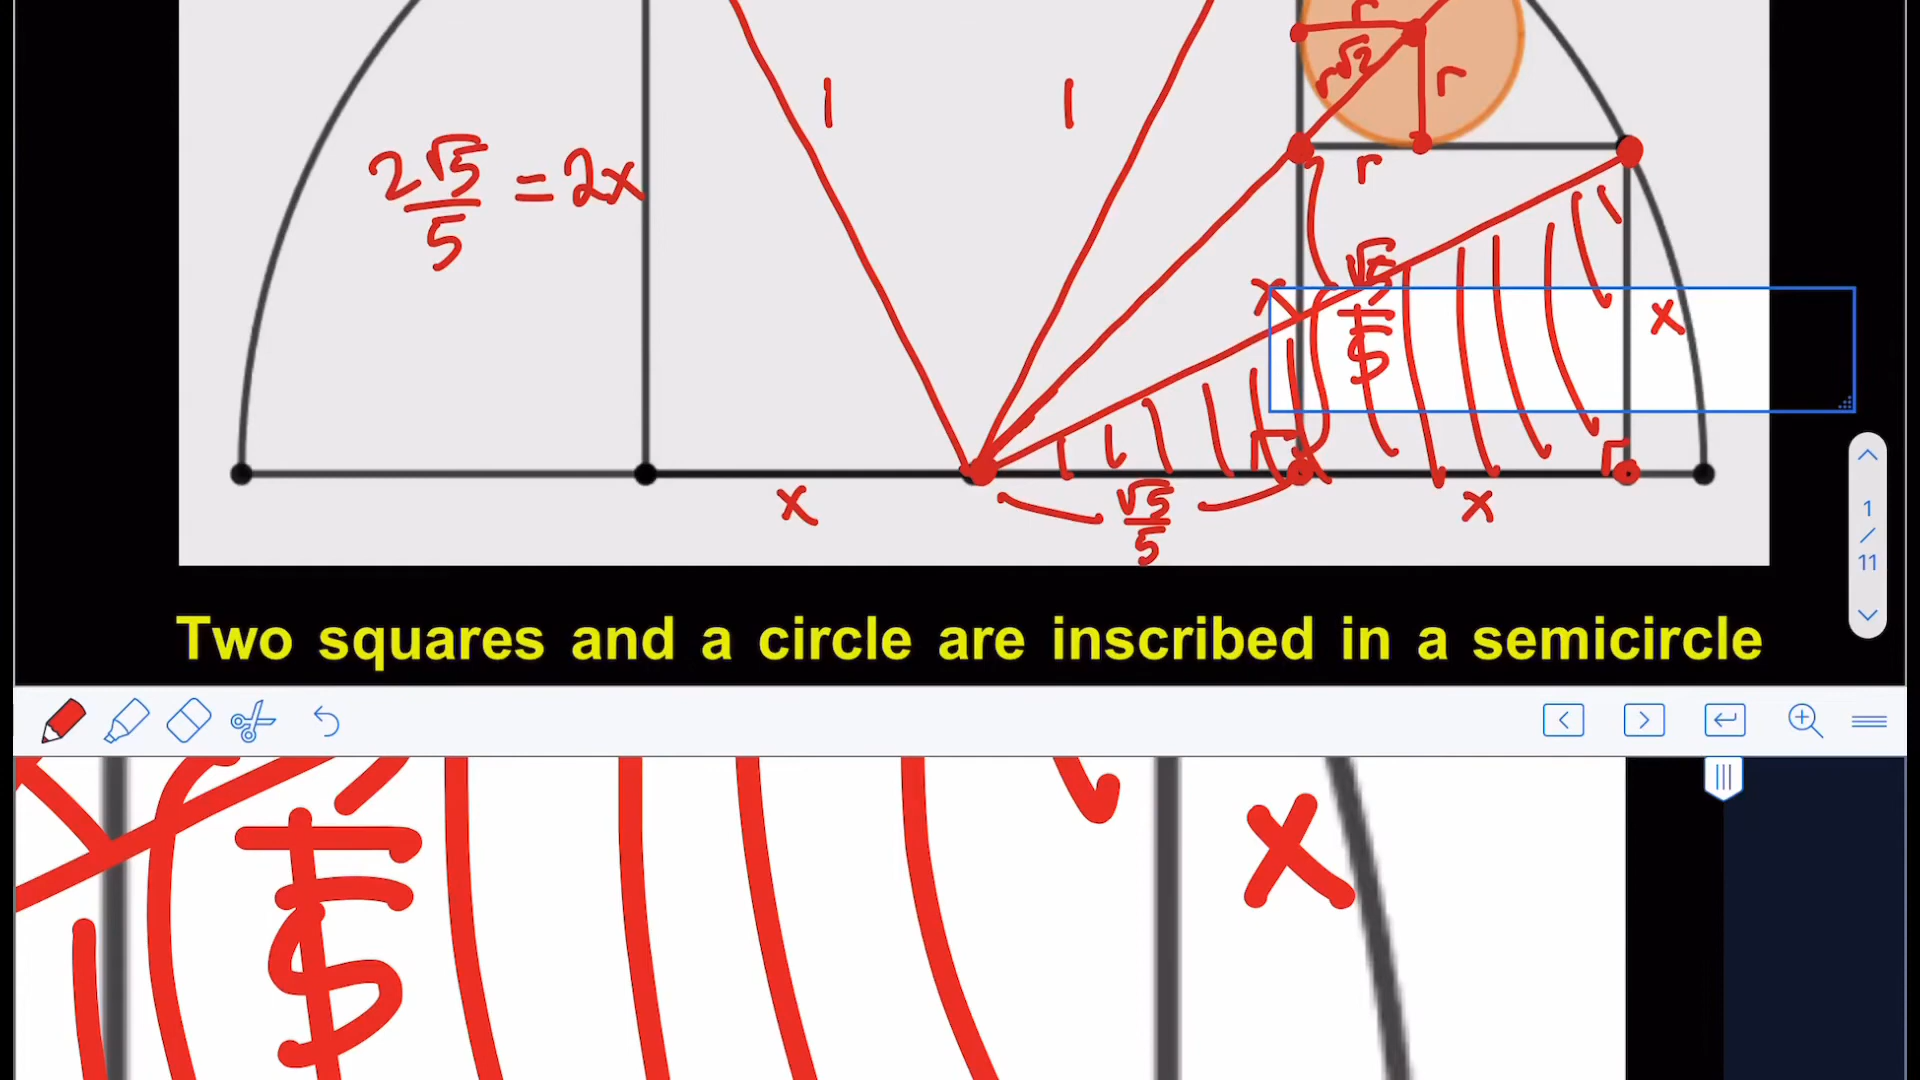 r
r√2
r
1
1
2√5/5 = 2x
r
√5/5
x
x
x
√5/5
x
1
/
11
Two squares and a circle are inscribed in a semicircle
5
x